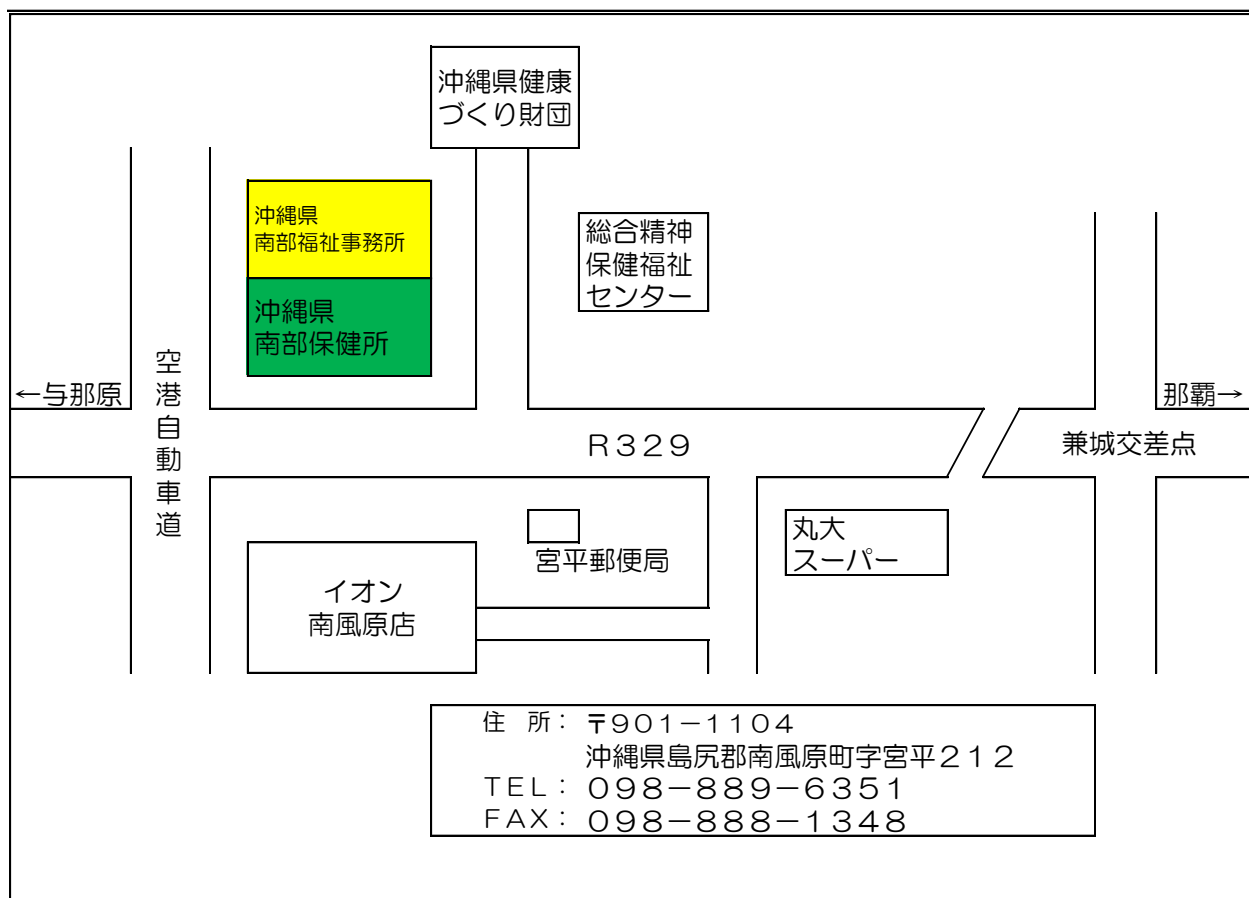 沖縄県健康
づくり財団
沖縄県
南部福祉事務所
総合精神
保健福祉
センター
沖縄県
南部保健所
空港自動車道
←与那原
那覇→
R329
兼城交差点
丸大
スーパー
宮平郵便局
イオン
南風原店
住 所: 〒901-1104
沖縄県島尻郡南風原町字宮平212
TEL: 098-889-6351
FAX: 098-888-1348